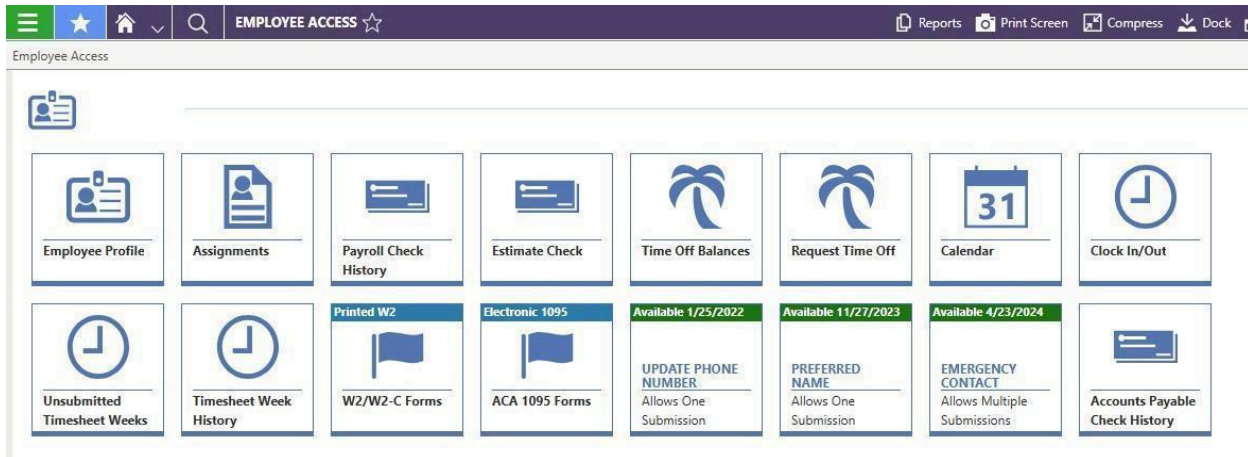 EMPLOYEE ACCESS
Reports
Print Screen
Compress
Dock
Employee Access
Employee Profile
Assignments
Payroll Check
History
Estimate Check
Time Off Balances
Request Time Off
31
Calendar
Clock In/Out
Unsubmitted
Timesheet Weeks
Timesheet Week
History
Printed W2
W2/W2-C Forms
Electronic 1095
ACA 1095 Forms
Available 1/25/2022
UPDATE PHONE
NUMBER
Allows One
Submission
Available 11/27/2023
PREFERRED
NAME
Allows One
Submission
Available 4/23/2024
EMERGENCY
CONTACT
Allows Multiple
Submissions
Accounts Payable
Check History